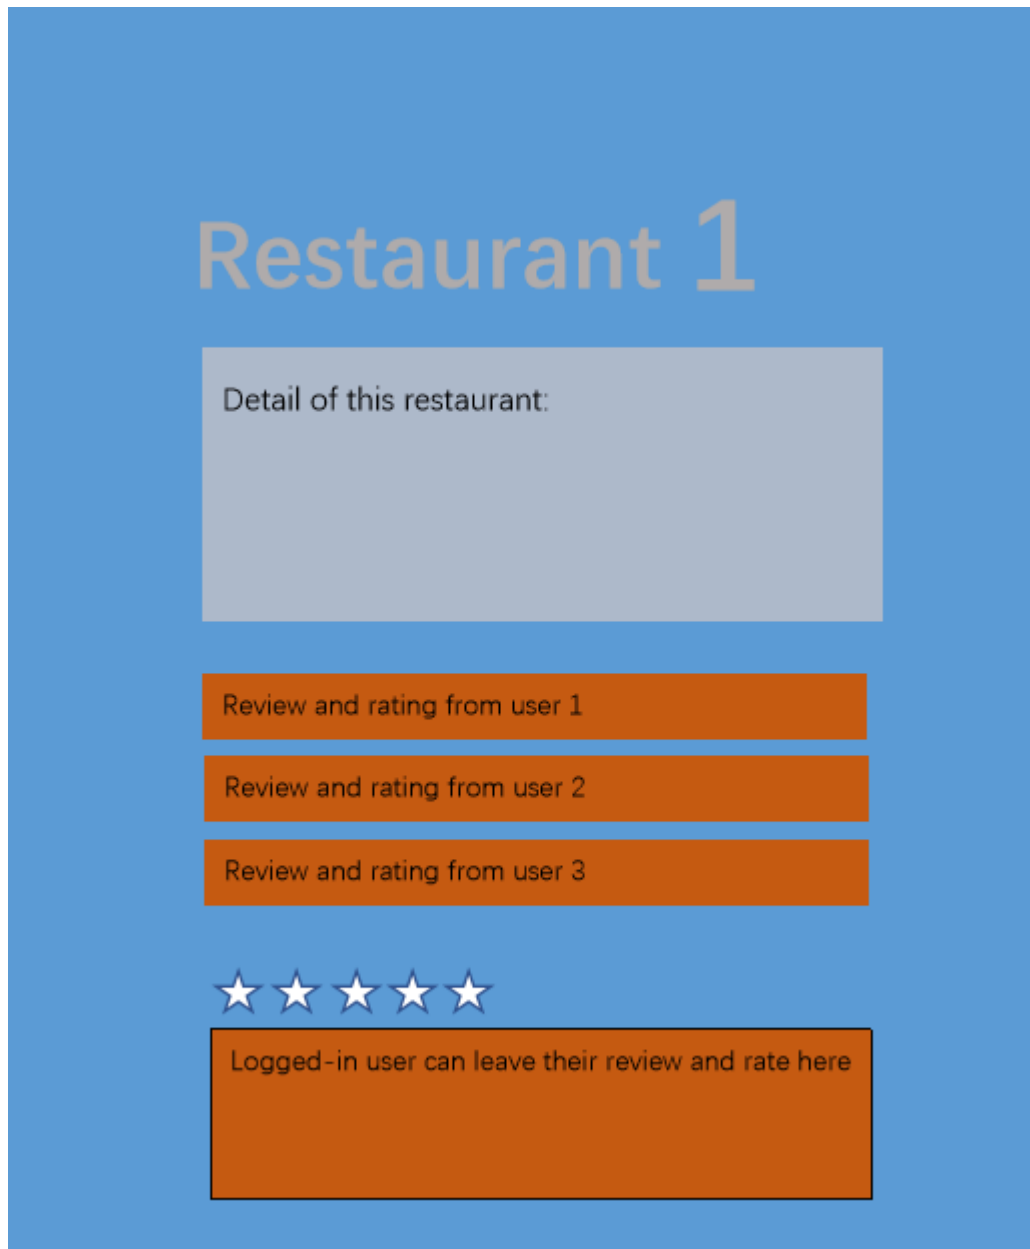 Restaurant 1
Detail of this restaurant:
Review and rating from user 1
Review and rating from user 2
Review and rating from user 3
Logged-in user can leave their review and rate here